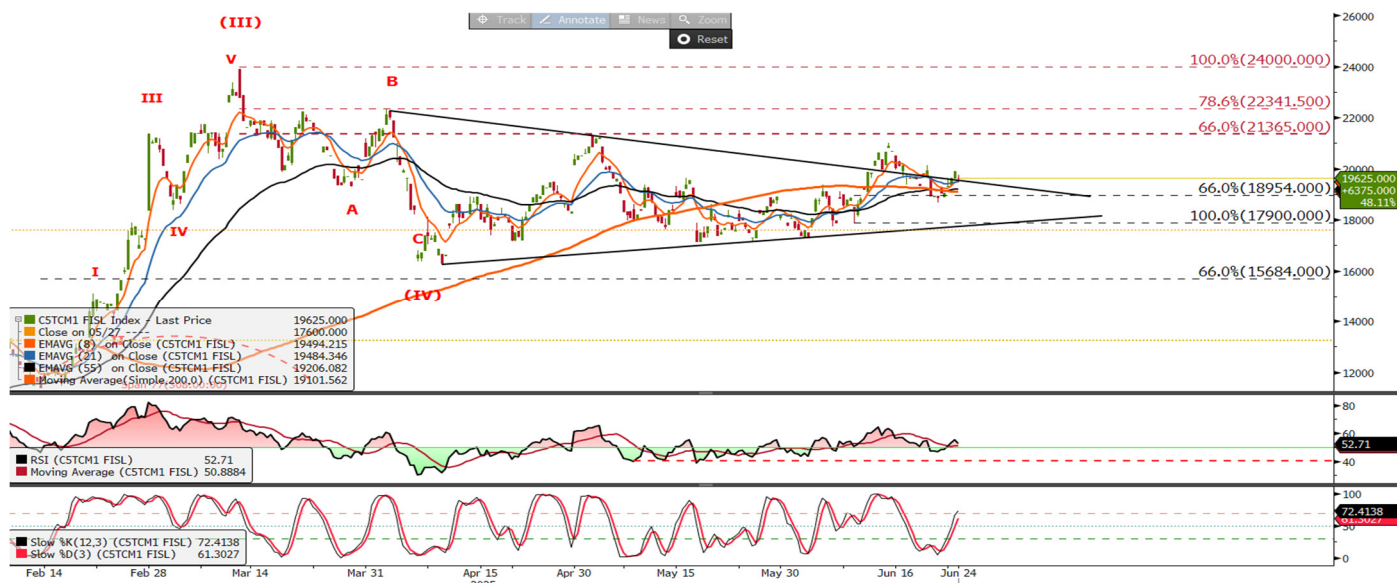 Track Annotate News Zoom
Reset
(III)
V
III
B
I
IV
A
C
(IV)
100.0%(24000.000)
78.6%(22341.500)
66.0%(21365.000)
66.0%(18954.000)
100.0%(17900.000)
66.0%(15684.000)
26000
24000
22000
20000
18000
16000
14000
12000
19625.000
+6375.000
48.11%
C5TCM1 FISL Index - Last Price 19625.000
Close on 05/27 ---- 17600.000
EMAVG (8) on Close (C5TCM1 FISL) 19494.215
EMAVG (21) on Close (C5TCM1 FISL) 19484.346
EMAVG (55) on Close (C5TCM1 FISL) 19206.082
Moving Average(Simple,200,0) (C5TCM1 FISL) 19101.562
80
60
40
52.71
RSI (C5TCM1 FISL) 52.71
Moving Average (C5TCM1 FISL) 50.8884
100
50
0
72.4138
61.3027
Slow %K(12,3) (C5TCM1 FISL) 72.4138
Slow %D(3) (C5TCM1 FISL) 61.3027
Feb 14 Feb 28 Mar 14 Mar 31 Apr 15 Apr 30 May 15 May 30 Jun 16 Jun 24
2025